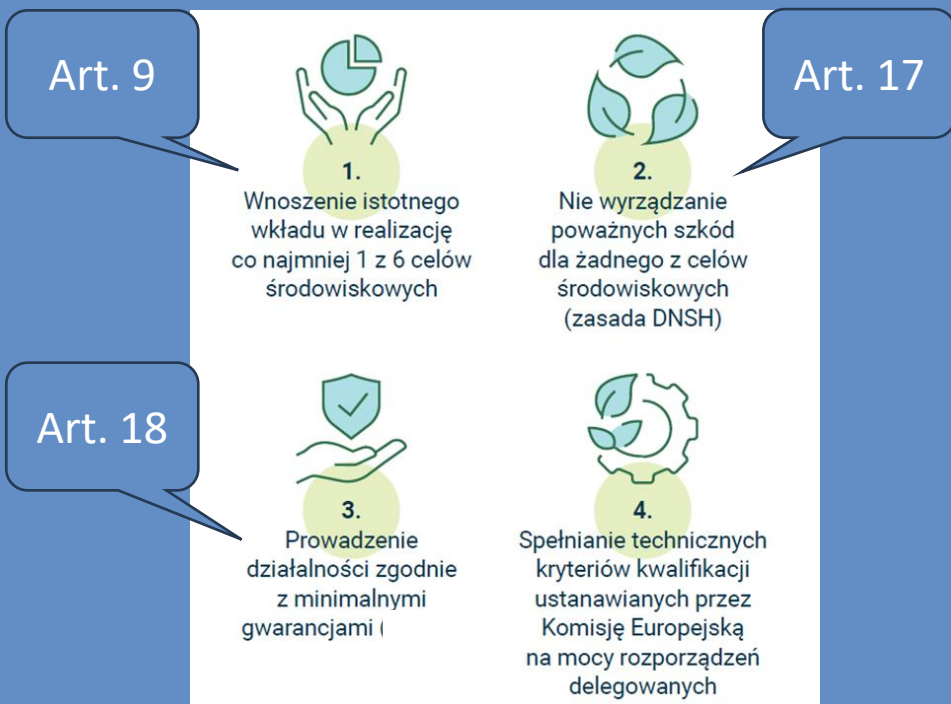 Art. 9
Art. 17
1.
Wnoszenie istotnego
wkładu w realizację
co najmniej 1 z 6 celów
środowiskowych
2.
Nie wyrządzanie
poważnych szkód
dla żadnego z celów
środowiskowych
(zasada DNSH)
Art. 18
3.
Prowadzenie
działalności zgodnie
z minimalnymi
gwarancjami (
4.
Spełnianie technicznych
kryteriów kwalifikacji
ustanawianych przez
Komisję Europejską
na mocy rozporządzeń
delegowanych